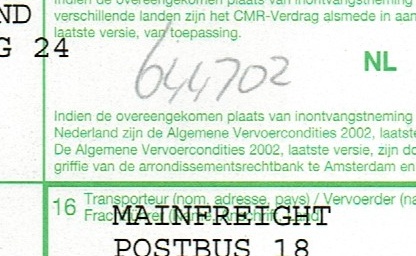 Indien de overeengekomen plaats van inontvangstneming
verschillende landen zijn het CMR-Verdrag alsmede in aan
laatste versie, van toepassing.
ND
G 24
644702
NL
Indien de overeengekomen plaats van inontvangstneming
Nederland zijn de Algemene Vervoercondities 2002, laatste
De Algemene Vervoercondities 2002, laatste versie, zijn do
griffie van de arrondissementsrechtbank te Amsterdam en
16 Transporteur (nom, adresse, pays) / Vervoerder (na
MAINFREIGHT
POSTBUS 18